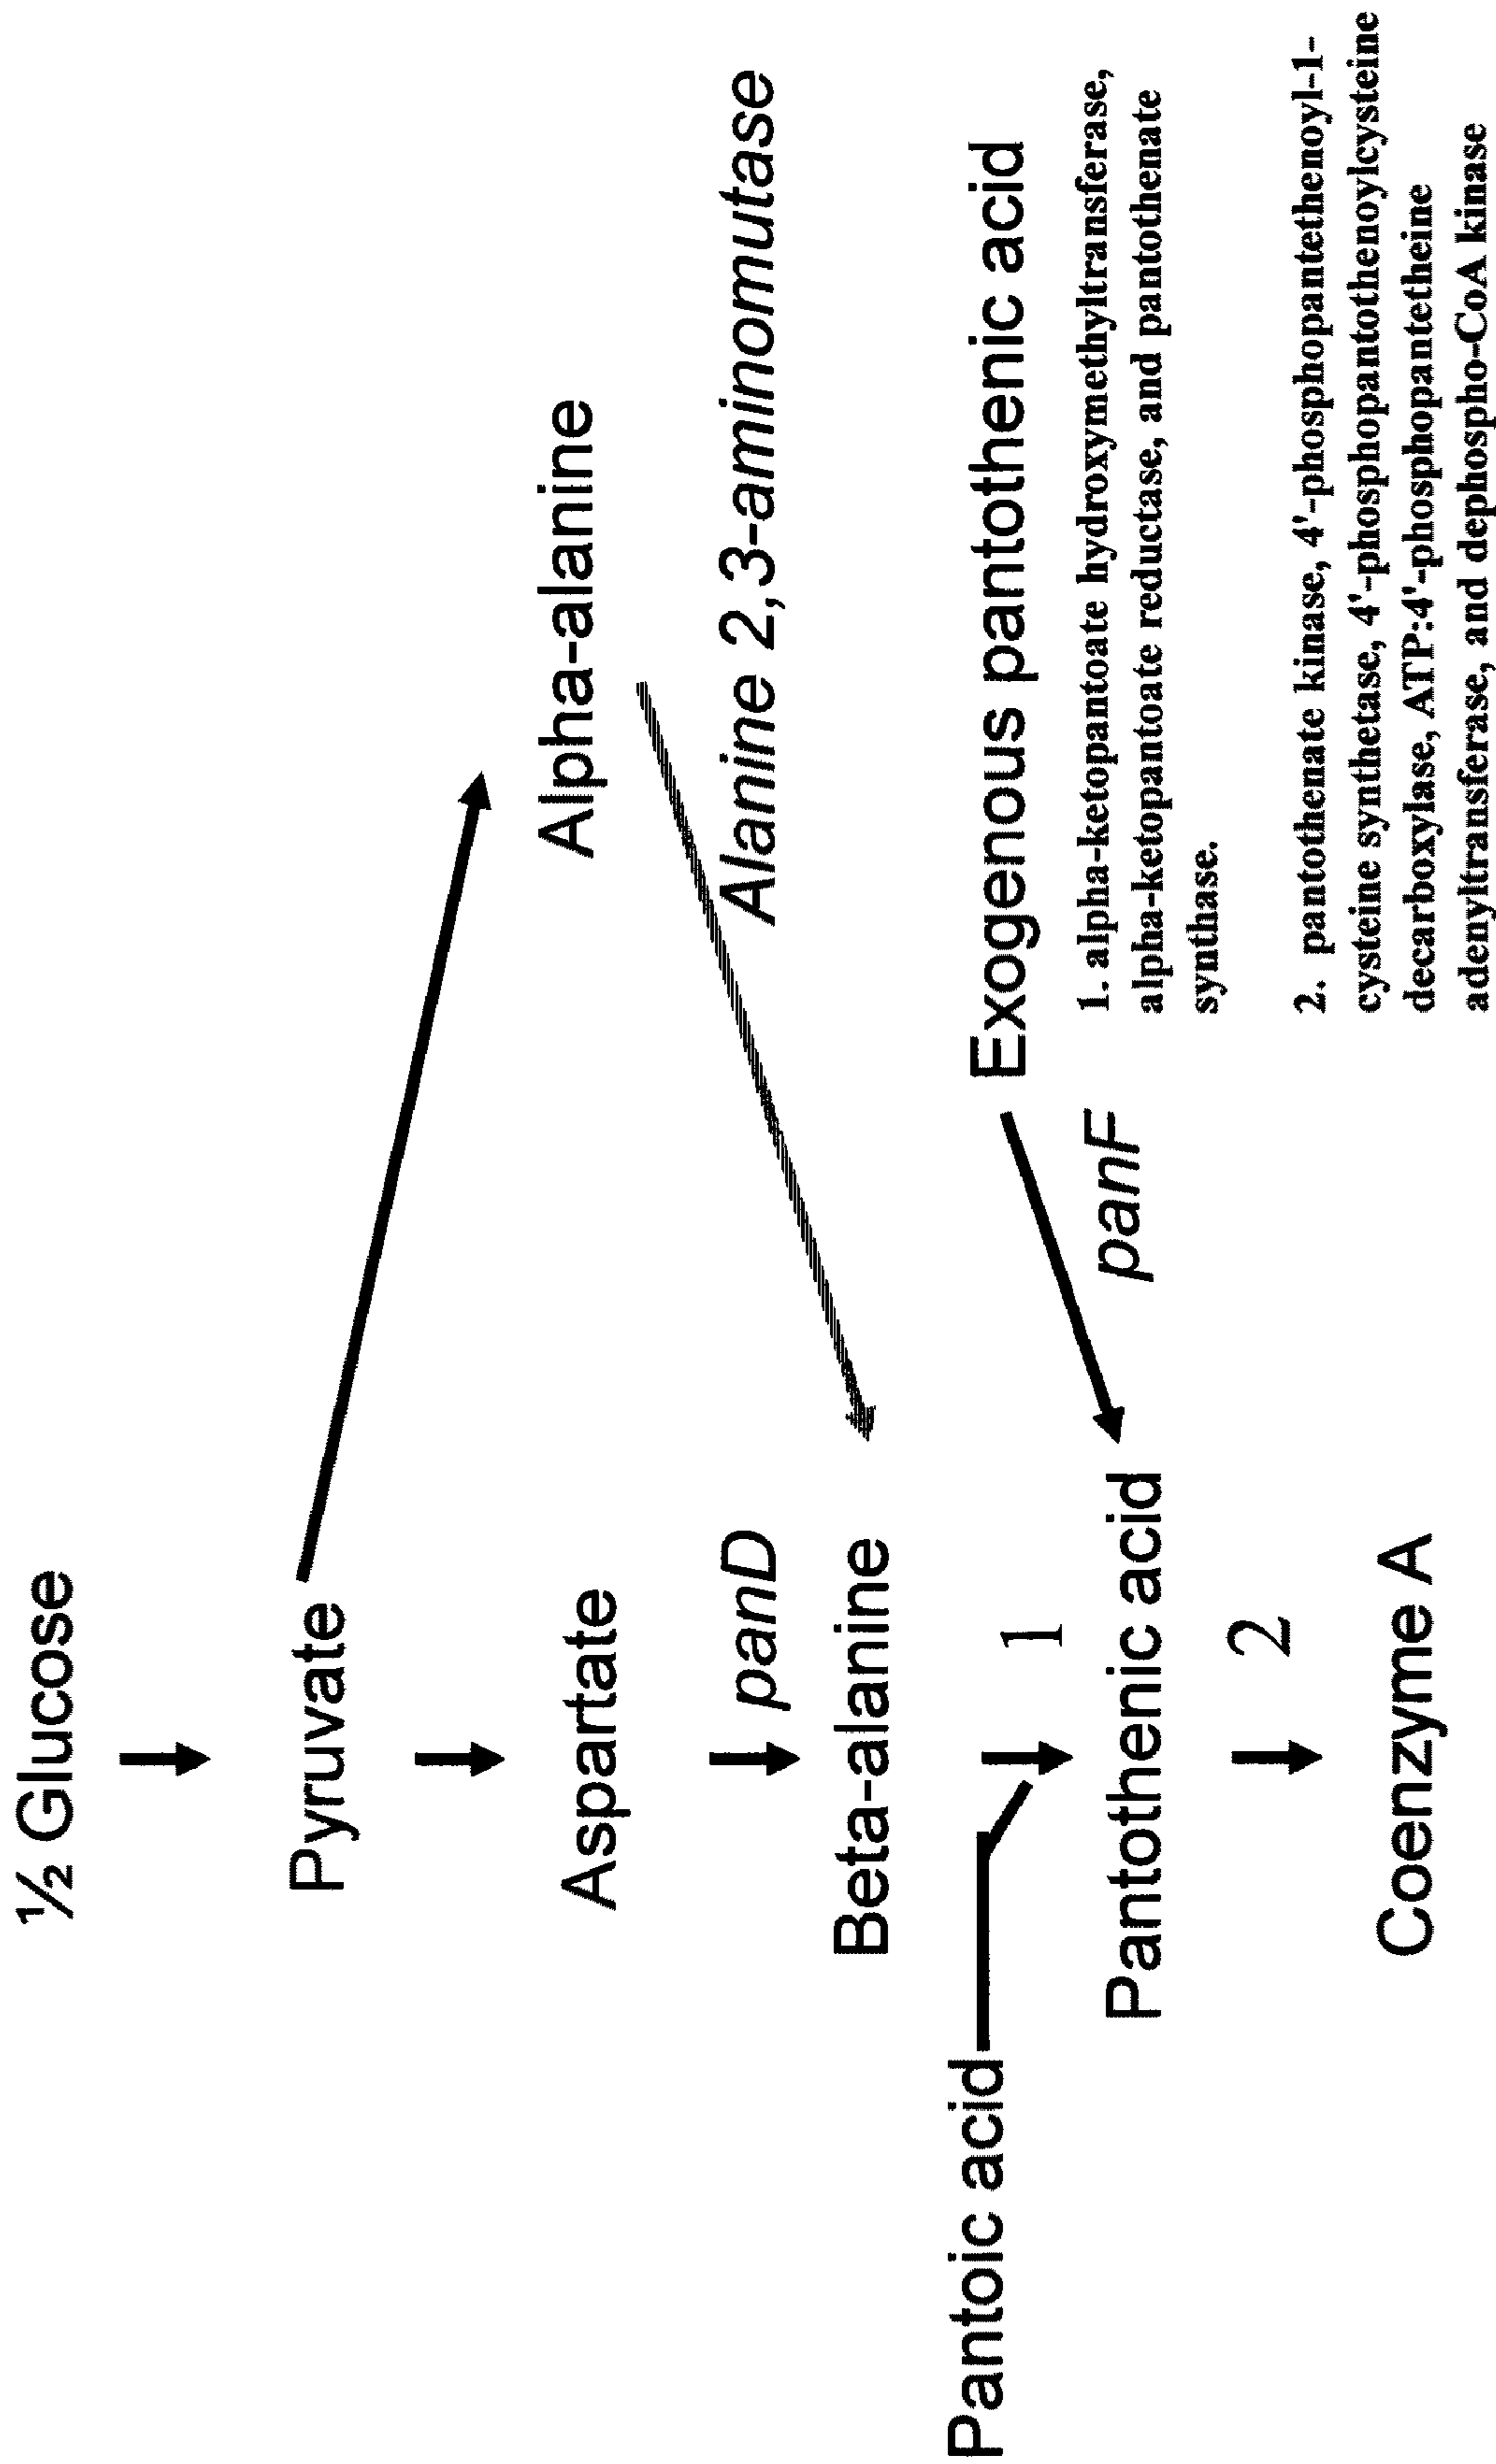 ½ Glucose
Pyruvate
Alpha-alanine
Aspartate
panD
Alanine 2,3-aminomutase
Beta-alanine
Pantoic acid
1
Exogenous pantothenic acid
panF
Pantothenic acid
2
Coenzyme A
1. alpha-ketopantoate hydroxymethyltransferase,
alpha-ketopantoate reductase, and pantothenate
synthase.
2. pantothenate kinase, 4'-phosphopantethenoyl-1-
cysteine synthetase, 4'-phosphopantothenoylcysteine
decarboxylase, ATP:4'-phosphopantetheine
adenyltransferase, and dephospho-CoA kinase